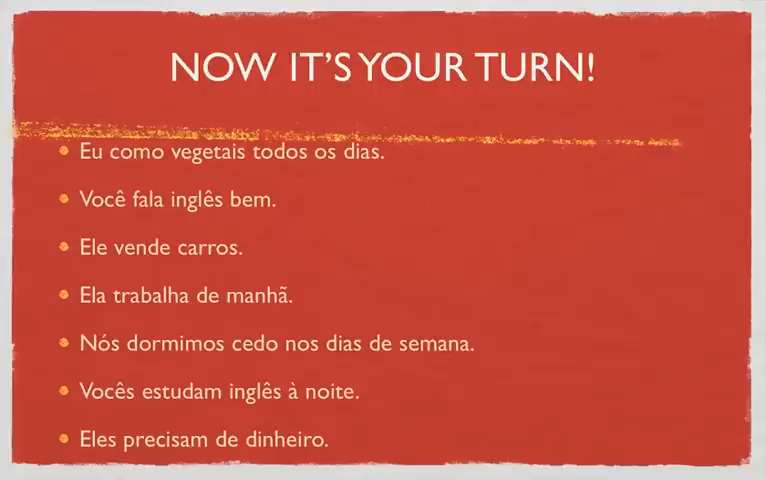 NOW IT'S YOUR TURN!
Eu como vegetais todos os dias.
Você fala inglês bem.
Ele vende carros.
Ela trabalha de manhã.
Nós dormimos cedo nos dias de semana.
Vocês estudam inglês à noite.
Eles precisam de dinheiro.